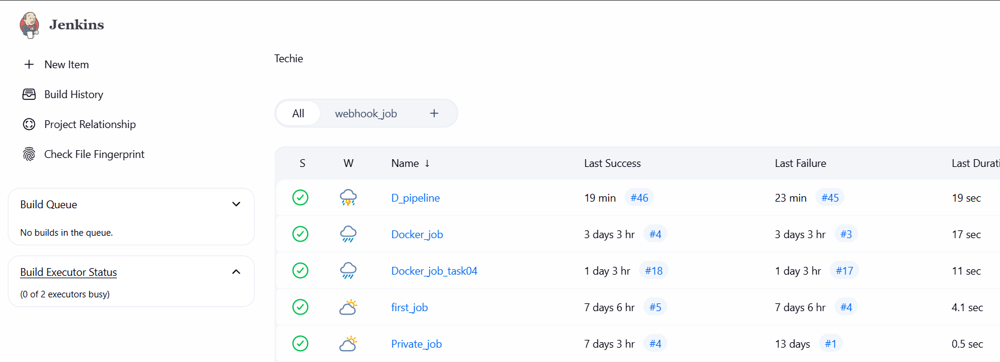 Jenkins
New Item
Build History
Project Relationship
Check File Fingerprint
Build Queue
No builds in the queue.
Build Executor Status
(0 of 2 executors busy)
Techie
All webhook_job +
S W Name ↓ Last Success Last Failure Last Durati
D_pipeline 19 min #46 23 min #45 19 sec
Docker_job 3 days 3 hr #4 3 days 3 hr #3 17 sec
Docker_job_task04 1 day 3 hr #18 1 day 3 hr #17 11 sec
first_job 7 days 6 hr #5 7 days 6 hr #4 4.1 sec
Private_job 7 days 3 hr #4 13 days #1 0.5 sec